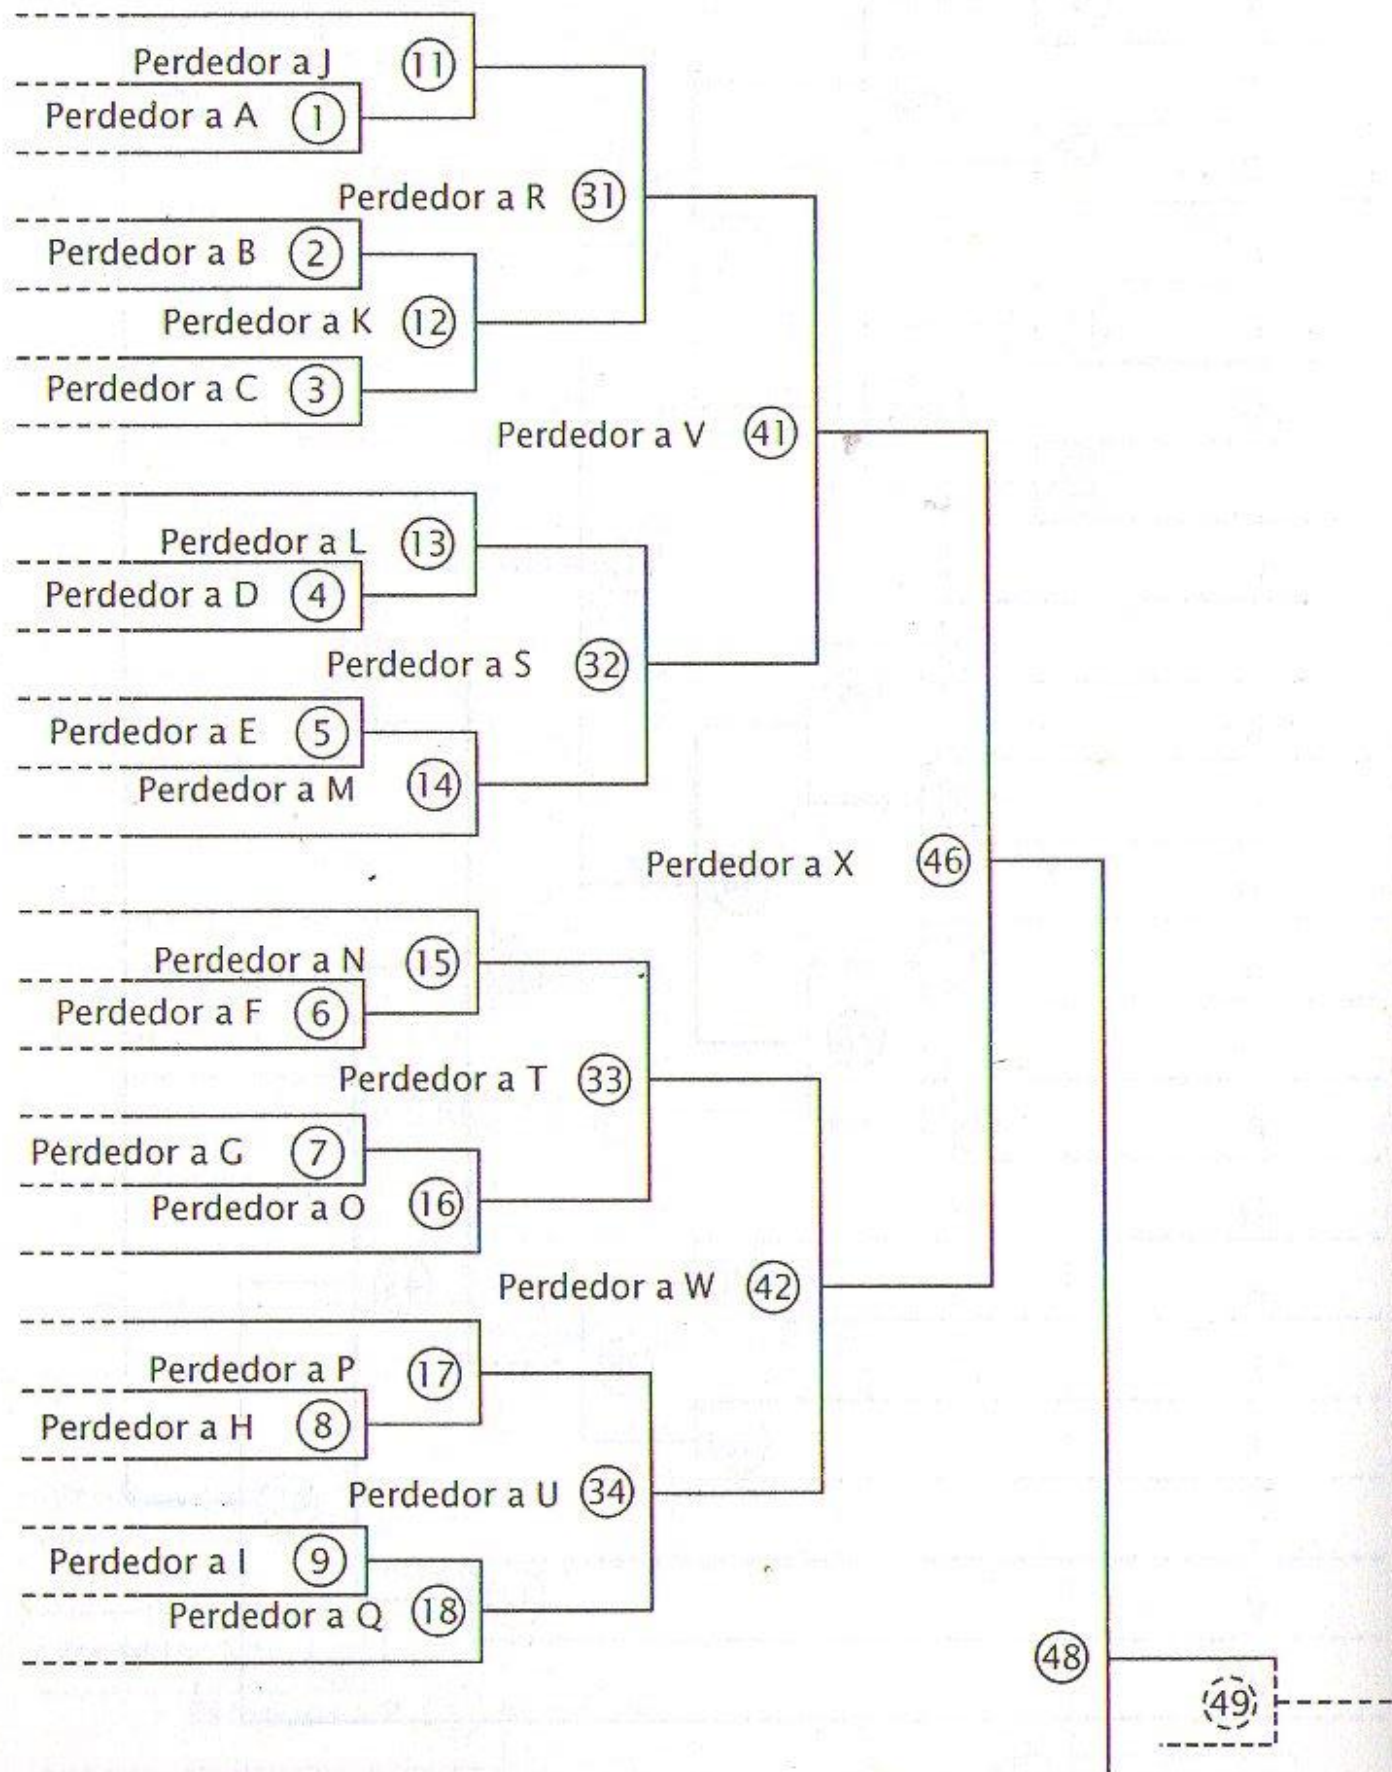 Perdedor a J 11
Perdedor a A 1
Perdedor a R 31
Perdedor a B 2
Perdedor a K 12
Perdedor a C 3
Perdedor a V 41
Perdedor a L 13
Perdedor a D 4
Perdedor a S 32
Perdedor a E 5
Perdedor a M 14
Perdedor a X 46
Perdedor a N 15
Perdedor a F 6
Perdedor a T 33
Perdedor a G 7
Perdedor a O 16
Perdedor a W 42
Perdedor a P 17
Perdedor a H 8
Perdedor a U 34
Perdedor a I 9
Perdedor a Q 18
48
49